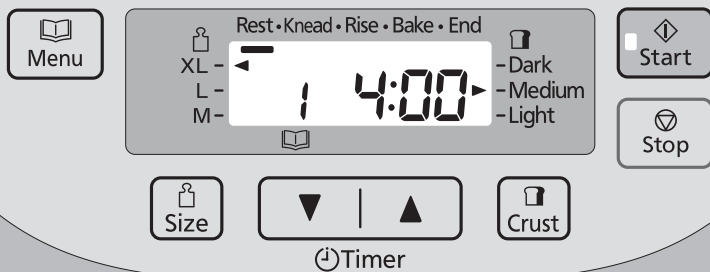 Rest • Knead • Rise • Bake • End
Menu
XL -
- Dark
Start
L -
1 4:00
- Medium
M -
- Light
Stop
Size
Crust
Timer